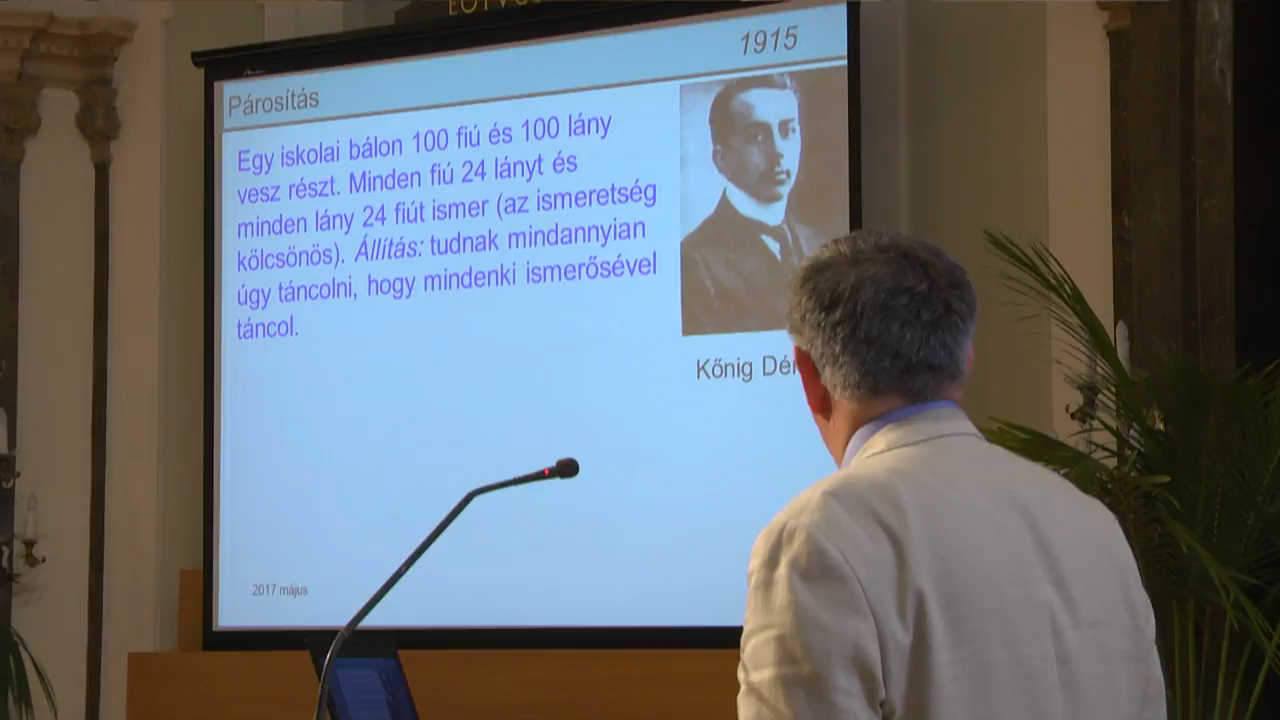 1915
Párosítás
Egy iskolai bálon 100 fiú és 100 lány
vesz részt. Minden fiú 24 lányt és
minden lány 24 fiút ismer (az ismeretség
kölcsönös). Állítás: tudnak mindannyian
úgy táncolni, hogy mindenki ismerősével
táncol.
Kőnig
2017 május